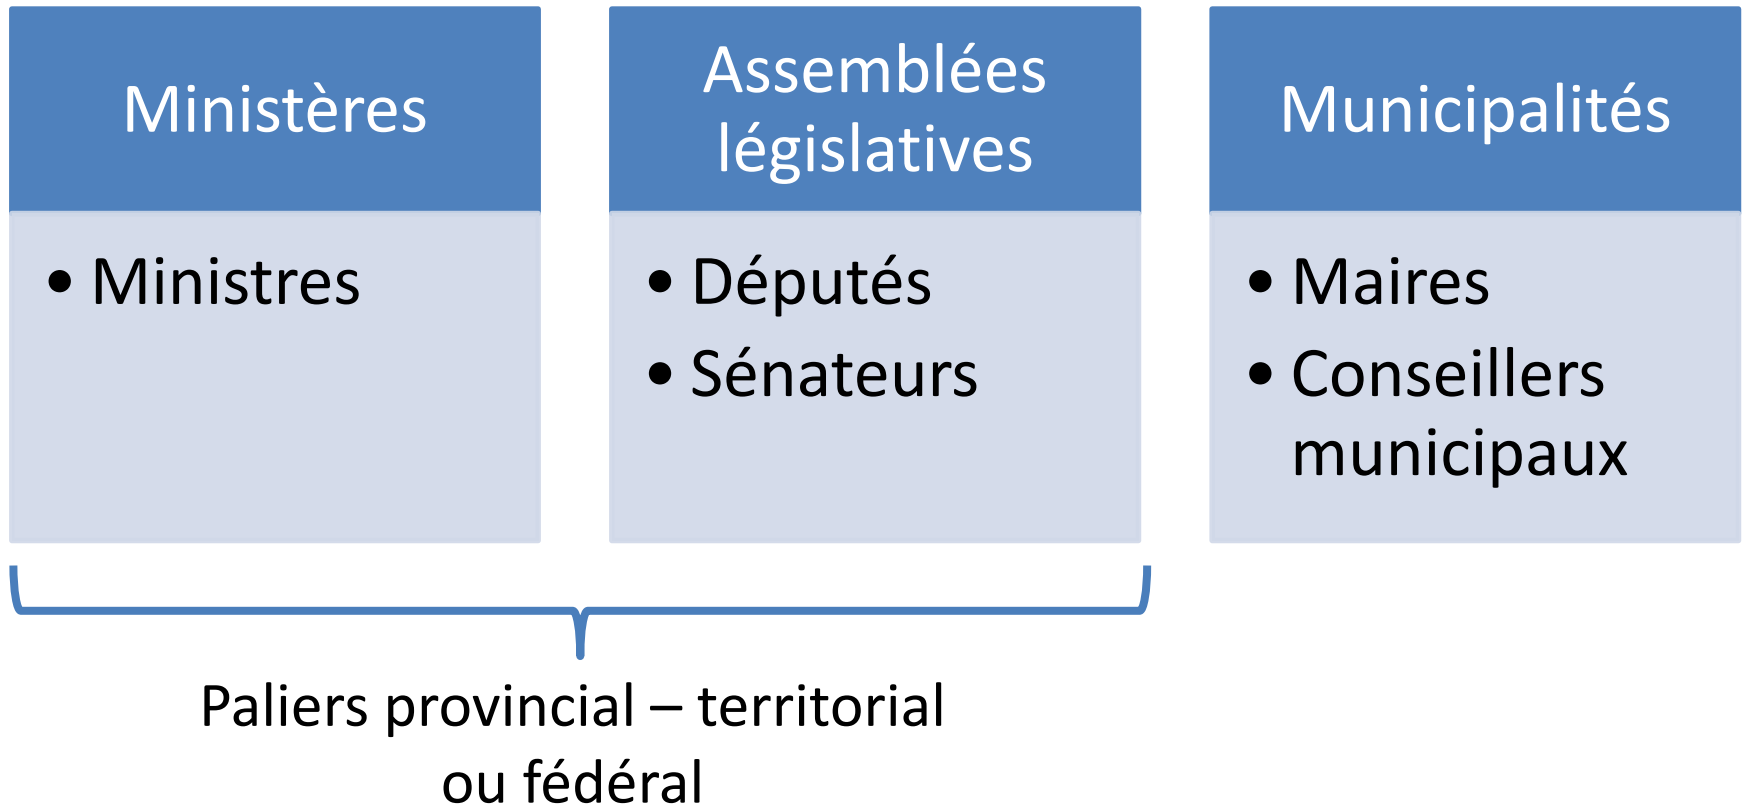 Ministères
• Ministres
Assemblées
législatives
• Députés
• Sénateurs
Municipalités
• Maires
• Conseillers
municipaux
Paliers provincial – territorial
ou fédéral